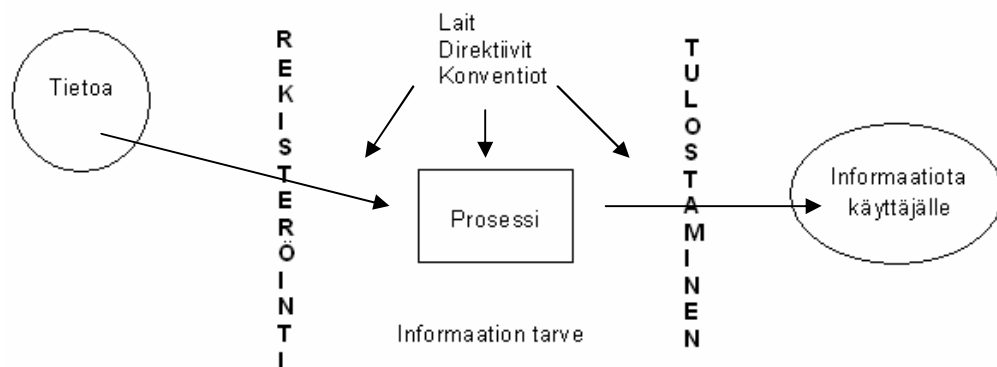 Tietoa
REKISTERÖINTI
Lait
Direktiivit
Konventiot
Prosessi
Informaation tarve
TULOSTAMINEN
Informaatiota
käyttäjälle